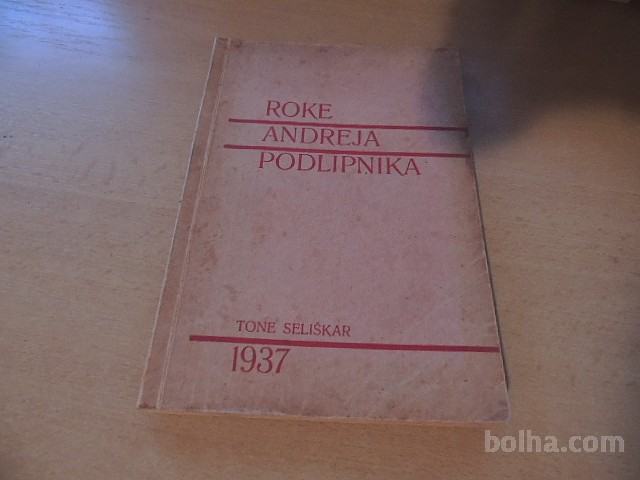 ROKE
ANDREJA
PODLIPNIKA
TONE SELIŠKAR
1937
bolha.com